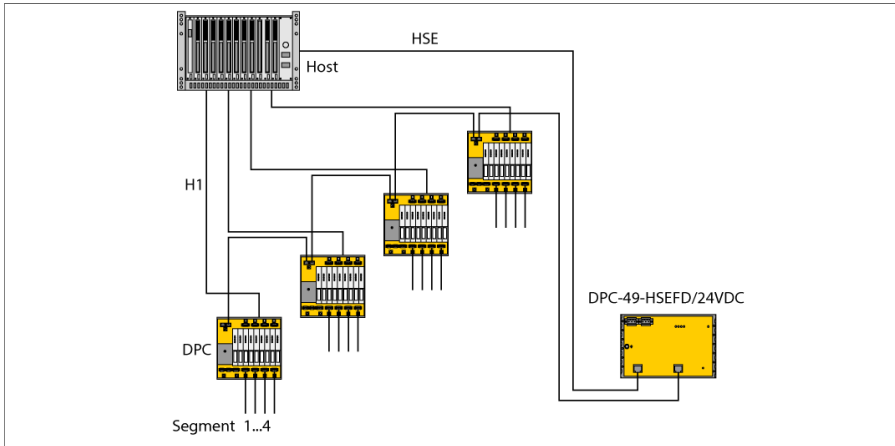 HSE
Host
H1
DPC-49-HSEFD/24VDC
DPC
Segment 1...4